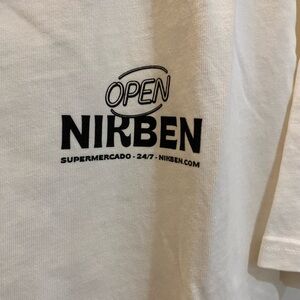 OPEN
NIRBEN
SUPERMERCADO - 24/7 - NIRBEN.COM